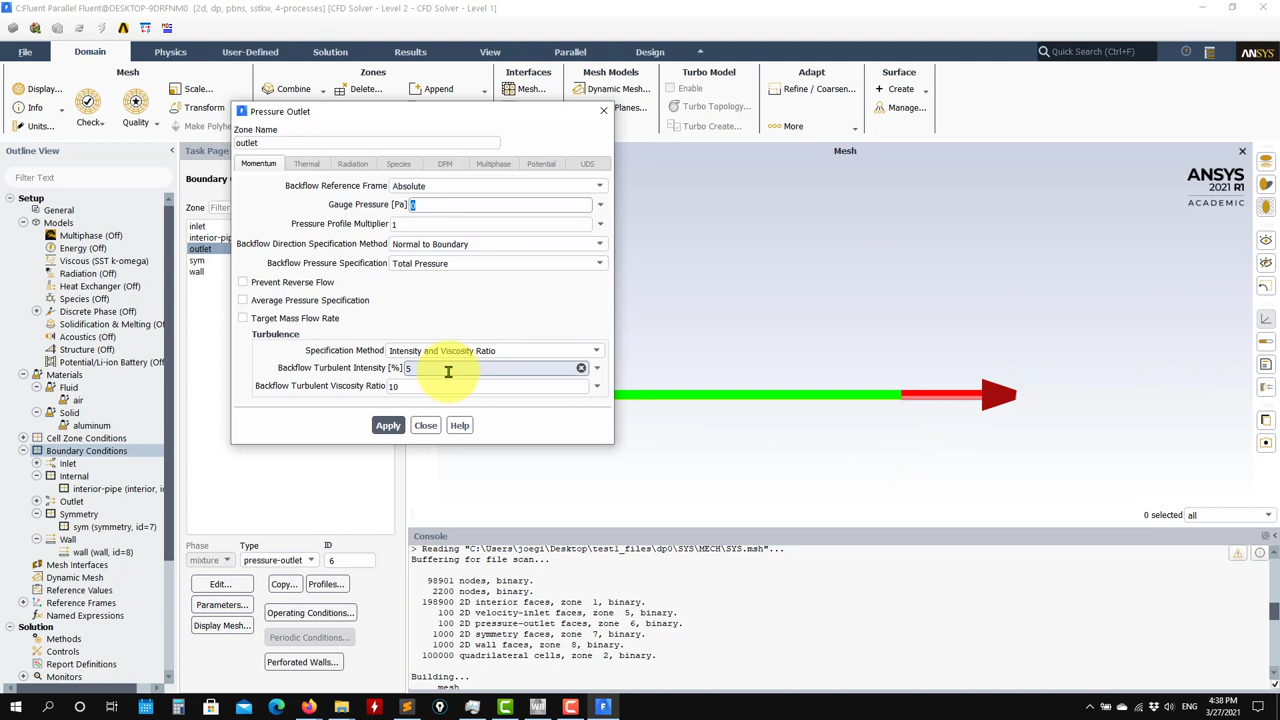 C:Fluent Parallel Fluent@DESKTOP-9DRFNM0 [2d, dp, pbns, sstkw, 4-processes] [CFD Solver - Level 2 - CFD Solver - Level 1]
File Domain Physics User-Defined Solution Results View Parallel Design Quick Search (Ctrl+F) ANSYS
Mesh Zones Interfaces Mesh Models Turbo Model Adapt Surface
Display... Scale... Combine Delete... Append Mesh... Dynamic Mesh... Enable Refine / Coarsen... Create
Info Transform Planes... Turbo Topology... Manage...
Units... Check Quality Make Polyhe Turbo Create... More
Outline View
Filter Text
Setup
General
Models
Multiphase (Off)
Energy (Off)
Viscous (SST k-omega)
Radiation (Off)
Heat Exchanger (Off)
Species (Off)
Discrete Phase (Off)
Solidification & Melting (Off)
Acoustics (Off)
Structure (Off)
Potential/Li-ion Battery (O
Materials
Fluid
air
Solid
aluminum
Cell Zone Conditions
Boundary Conditions
Inlet
Internal
interior-pipe (interior, i
Outlet
Symmetry
sym (symmetry, id=7)
Wall
wall (wall, id=8)
Mesh Interfaces
Dynamic Mesh
Reference Values
Reference Frames
Named Expressions
Solution
Methods
Controls
Report Definitions
Monitors
Task Page
Boundary Co
Zone Filter
inlet
interior-pip
outlet
sym
wall
Phase Type ID
mixture pressure-outlet 6
Edit... Copy... Profiles...
Parameters... Operating Conditions...
Display Mesh... Periodic Conditions...
Perforated Walls...
Pressure Outlet
Zone Name
outlet
Momentum Thermal Radiation Species DPM Multiphase Potential UDS
Backflow Reference Frame Absolute
Gauge Pressure [Pa] 0
Pressure Profile Multiplier 1
Backflow Direction Specification Method Normal to Boundary
Backflow Pressure Specification Total Pressure
Prevent Reverse Flow
Average Pressure Specification
Target Mass Flow Rate
Turbulence
Specification Method Intensity and Viscosity Ratio
Backflow Turbulent Intensity [%] 5
Backflow Turbulent Viscosity Ratio 10
Apply Close Help
Mesh
ANSYS
2021 R1
ACADEMIC
0 selected all
Console
> Reading "C:\Users\joegi\Desktop\test1_files\dp0\SYS\MECH\SYS.msh"...
Buffering for file scan...
98901 nodes, binary.
2200 nodes, binary.
198900 2D interior faces, zone 1, binary.
100 2D velocity-inlet faces, zone 5, binary.
100 2D pressure-outlet faces, zone 6, binary.
1000 2D symmetry faces, zone 7, binary.
1000 2D wall faces, zone 8, binary.
100000 quadrilateral cells, zone 2, binary.
Building...
mesh
4:38 PM
3/27/2021